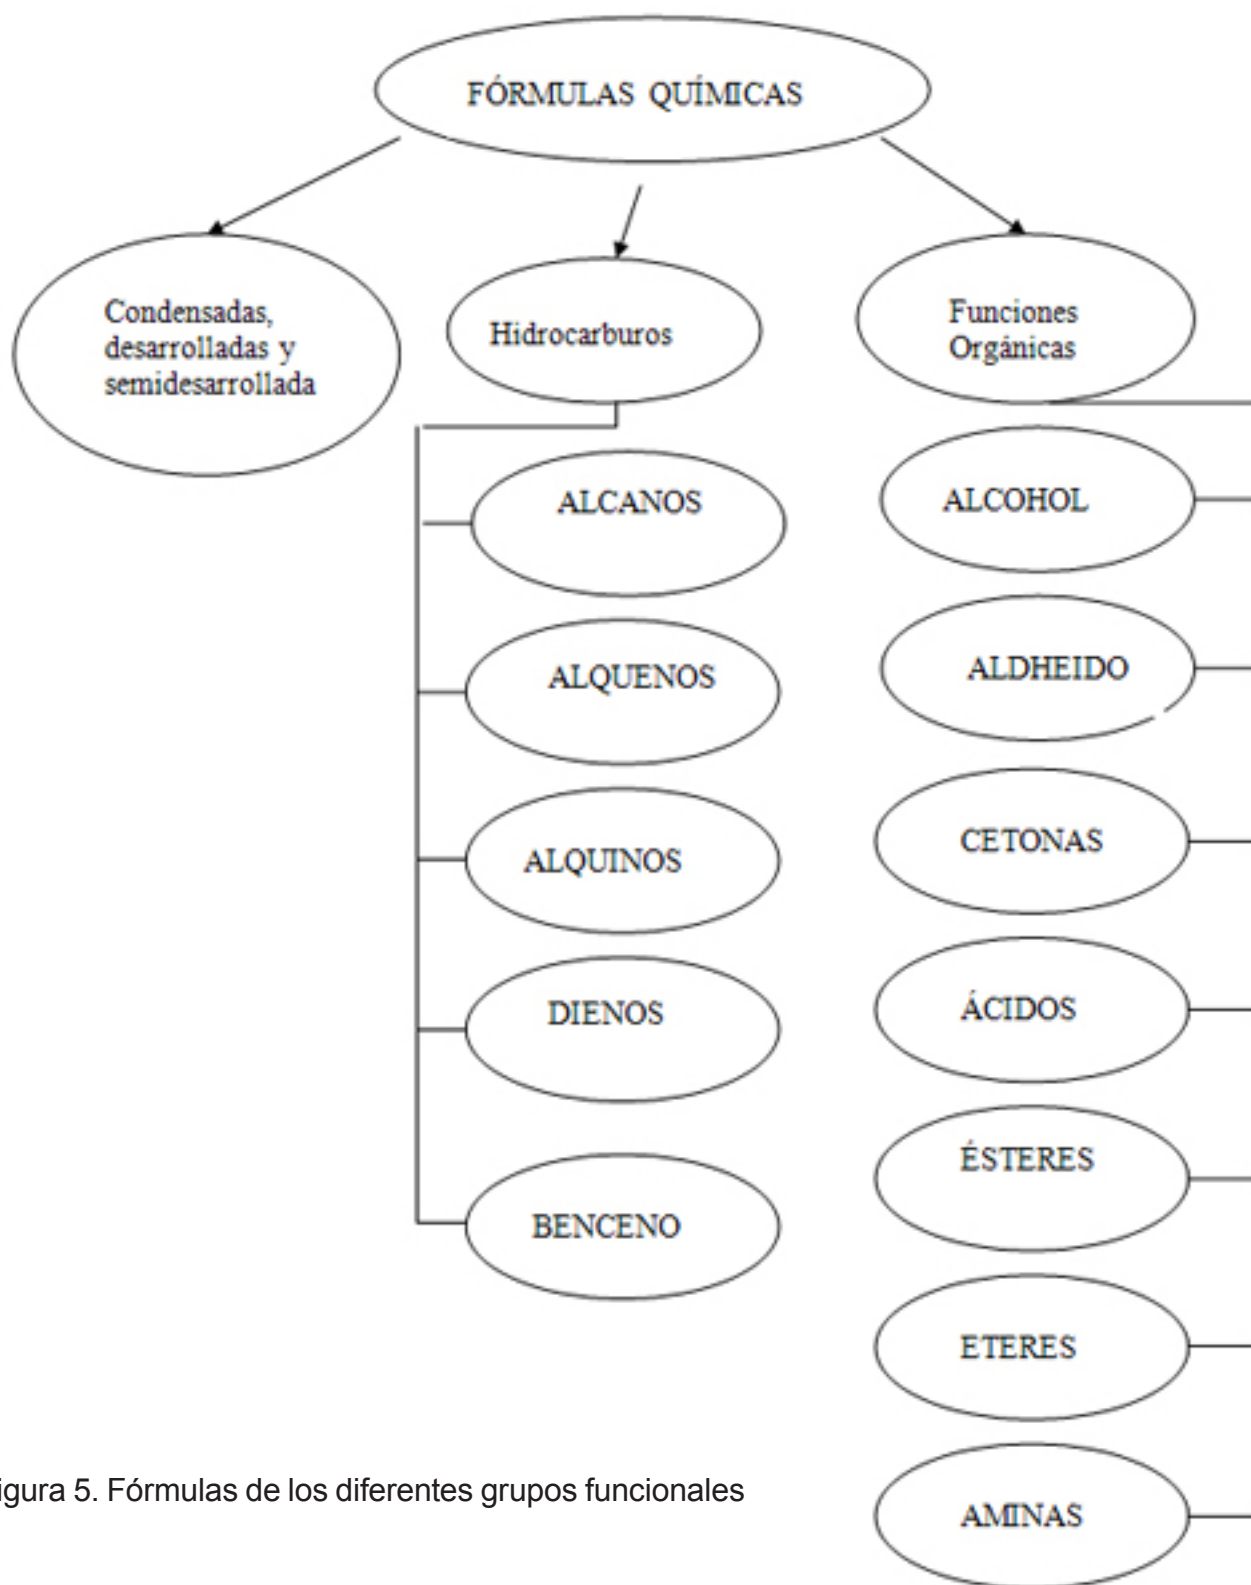 FÓRMULAS QUÍMICAS
Condensadas,
desarrolladas y
semidesarrollada
Hidrocarburos
Funciones
Orgánicas
ALCANOS
ALQUENOS
ALQUINOS
DIENOS
BENCENO
ALCOHOL
ALDHEIDO
CETONAS
ÁCIDOS
ÉSTERES
ETERES
AMINAS
igura 5. Fórmulas de los diferentes grupos funcionales